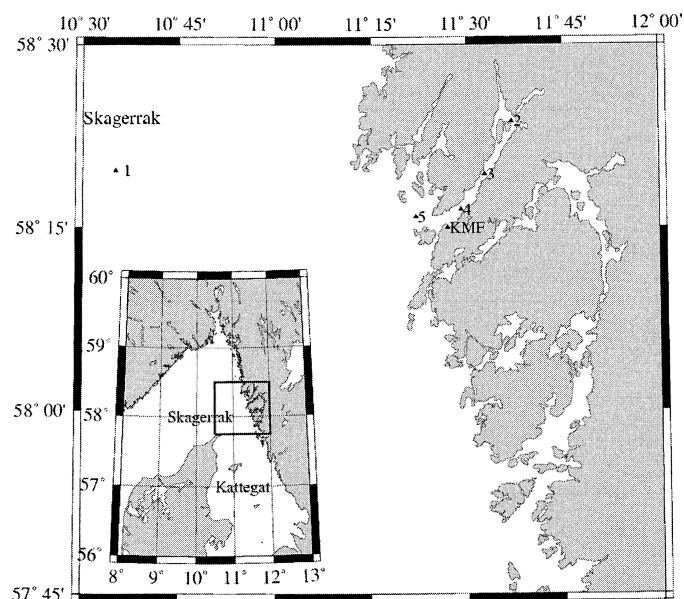 10° 30' 10° 45' 11° 00' 11° 15' 11° 30' 11° 45' 12° 00'
58° 30'
Skagerrak
1
2
3
4
5
KMF
58° 15'
58° 00'
57° 45'
60°
59°
58°
57°
56°
Skagerrak
Kattegat
8° 9° 10° 11° 12° 13°